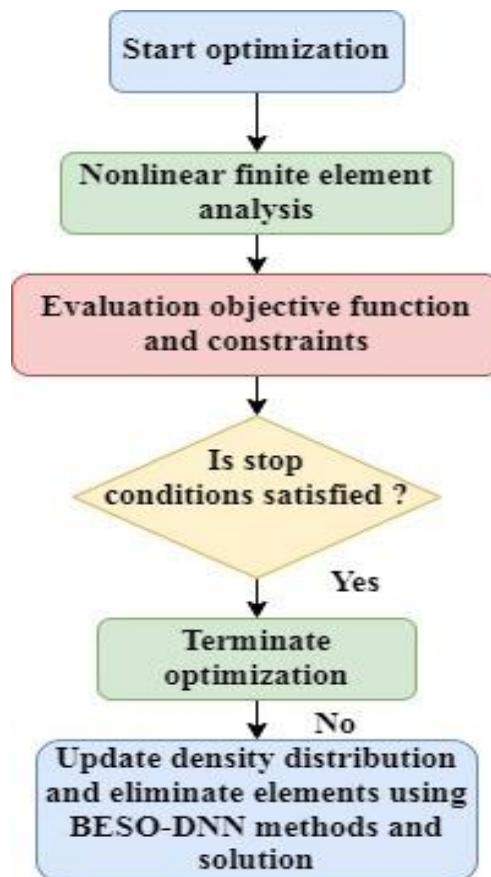 Start optimization
Nonlinear finite element
analysis
Evaluation objective function
and constraints
Is stop
conditions satisfied ?
Yes
Terminate
optimization
No
Update density distribution
and eliminate elements using
BESO-DNN methods and
solution